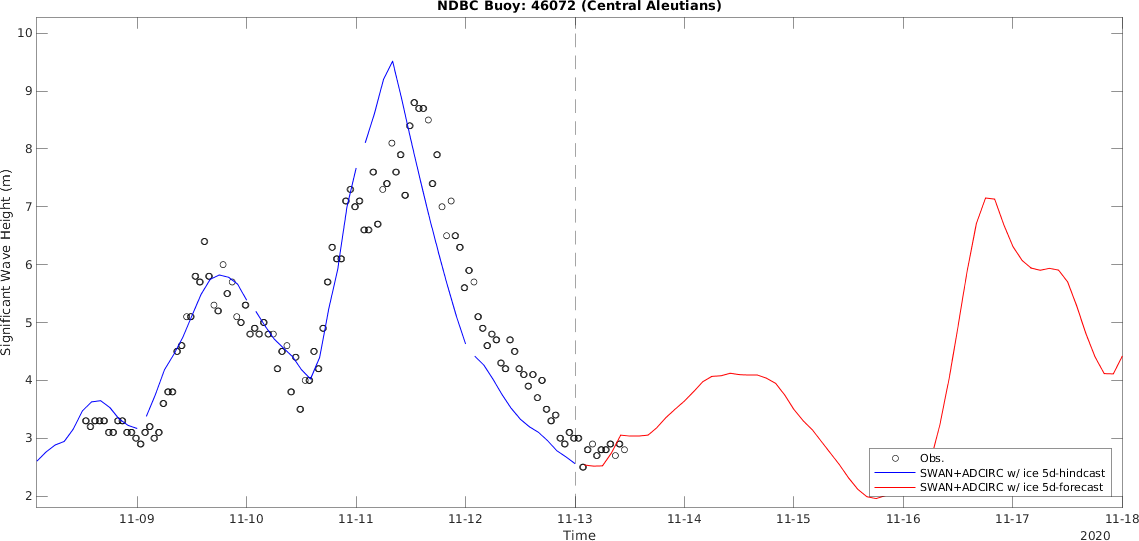 NDBC Buoy: 46072 (Central Aleutians)
Significant Wave Height (m)
10
9
8
7
6
5
4
3
2
Obs.
SWAN+ADCIRC w/ ice 5d-hindcast
SWAN+ADCIRC w/ ice 5d-forecast
11-09 11-10 11-11 11-12 11-13 11-14 11-15 11-16 11-17 11-18
Time
2020